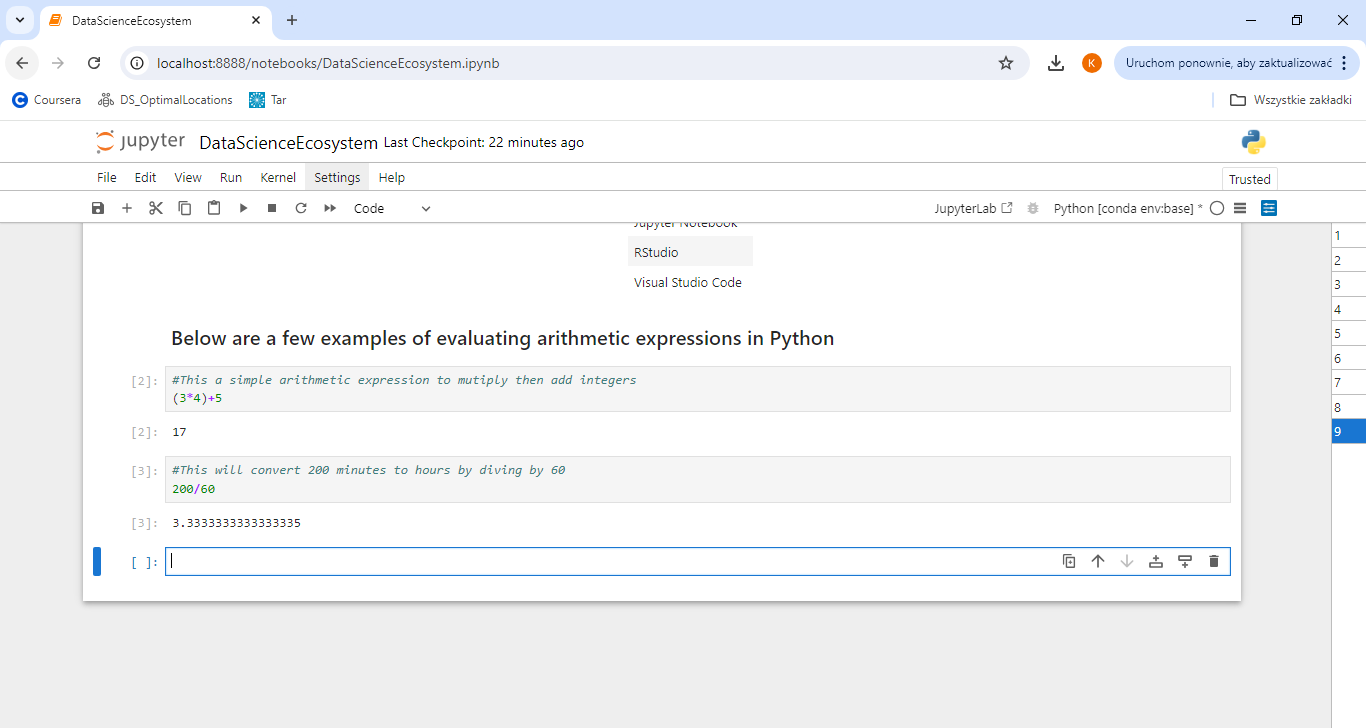 DataScienceEcosystem
localhost:8888/notebooks/DataScienceEcosystem.ipynb
K
Uruchom ponownie, aby zaktualizować
Coursera DS_OptimalLocations Tar
Wszystkie zakładki
jupyter DataScienceEcosystem Last Checkpoint: 22 minutes ago
File Edit View Run Kernel Settings Help
Trusted
Code
JupyterLab Python [conda env:base] *
Jupyter Notebook
RStudio
Visual Studio Code
Below are a few examples of evaluating arithmetic expressions in Python
[2]: #This a simple arithmetic expression to mutiply then add integers
(3*4)+5
[2]: 17
[3]: #This will convert 200 minutes to hours by diving by 60
200/60
[3]: 3.3333333333333335
[ ]:
1
2
3
4
5
6
7
8
9